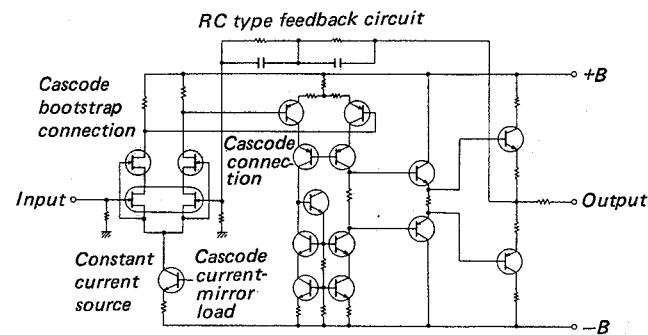 RC type feedback circuit
Cascode
bootstrap
connection
+B
Cascode
connec-
tion
Input
Output
Constant
current
source
Cascode
current-
mirror
load
−B